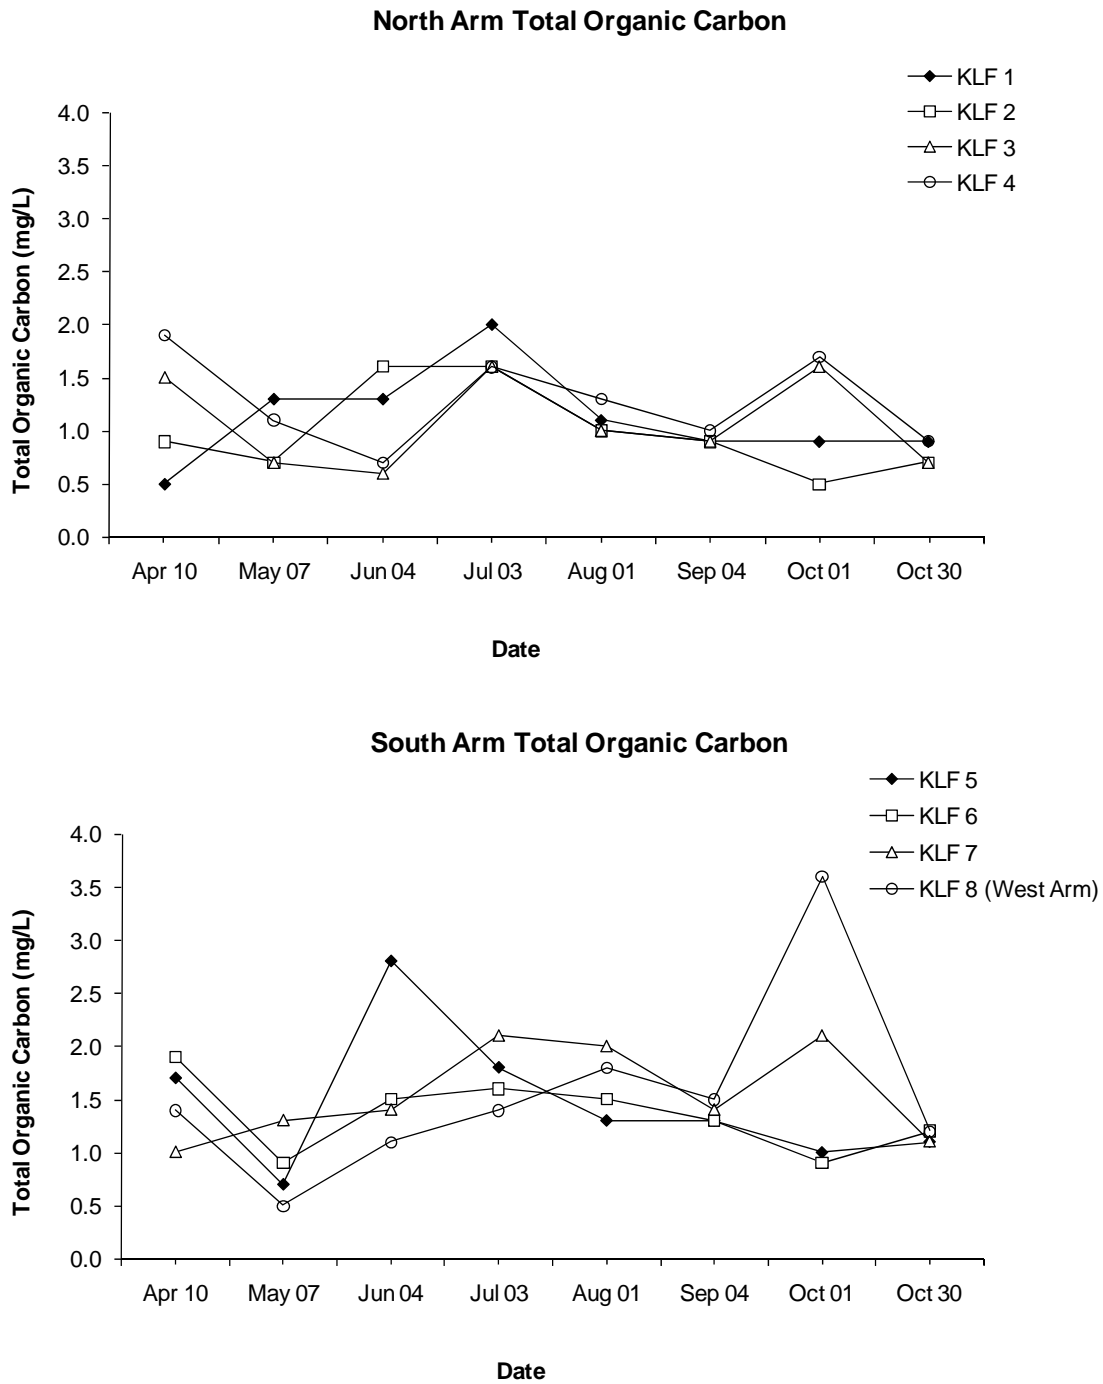 North Arm Total Organic Carbon
KLF 1
KLF 2
KLF 3
KLF 4
Total Organic Carbon (mg/L)
4.0
3.5
3.0
2.5
2.0
1.5
1.0
0.5
0.0
Apr 10 May 07 Jun 04 Jul 03 Aug 01 Sep 04 Oct 01 Oct 30
Date
South Arm Total Organic Carbon
KLF 5
KLF 6
KLF 7
KLF 8 (West Arm)
Total Organic Carbon (mg/L)
4.0
3.5
3.0
2.5
2.0
1.5
1.0
0.5
0.0
Apr 10 May 07 Jun 04 Jul 03 Aug 01 Sep 04 Oct 01 Oct 30
Date